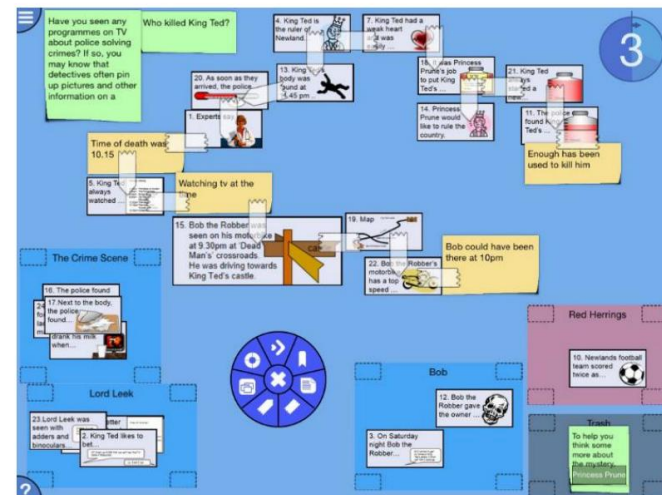 Have you seen any
programmes on TV
about police solving
crimes? If so, you
may know that
detectives often pin
up pictures and other
information on a
Who killed King Ted?
4. King Ted is
the ruler of
Newland.
7. King Ted had a
weak heart
and was
easily ...
3
20. As soon as they
arrived, the police
13. King Ted's
body was
found at
.45 pm
18. It was Princess
Prune's job
to put King
Ted's ...
21. King Ted
always
started a
new...
1. Experts say
14. Princess
Prune would
like to rule the
country.
11. The police
found
Ted's ...
Time of death was
10.15
Enough has been
used to kill him
5. King Ted
always
watched ...
Watching tv at the
time
15. Bob the Robber was
seen on his motorbike
at 9.30pm at 'Dead
Man's' crossroads.
He was driving towards
King Ted's castle.
19. Map
22. Bob the Robber's
motorbike
has a top
speed ...
Bob could have been
there at 10pm
The Crime Scene
16. The police found
17.Next to the body,
the police
found...
drank his milk
when...
Red Herrings
10. Newlands football
team scored
twice as...
Lord Leek
23.Lord Leek was
seen with
adders and
binoculars...
2. King Ted likes to
bet...
Bob
12. Bob the
Robber gave
the owner ...
3. On Saturday
night Bob the
Robber...
Trash
To help you
think some
more about
the mystery.
Princess Prune
?